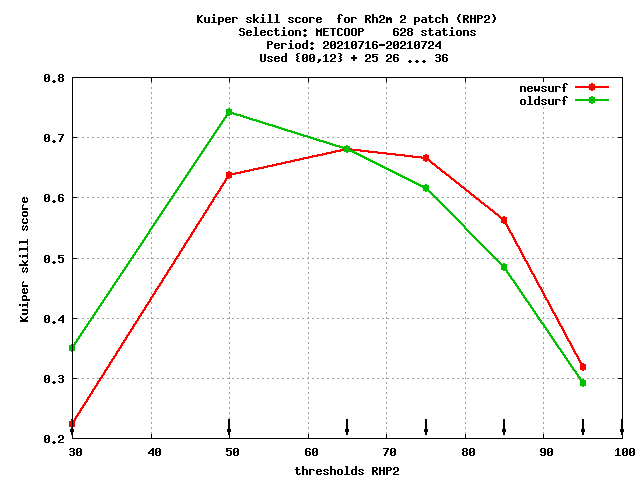 Kuiper skill score  for Rh2m 2 patch (RHP2)
Selection: METCOOP    628 stations
Period: 20210716-20210724
Used {00,12} + 25 26 ... 36
newsurf
oldsurf
Kuiper skill score
0.8
0.7
0.6
0.5
0.4
0.3
0.2
30 40 50 60 70 80 90 100
thresholds RHP2